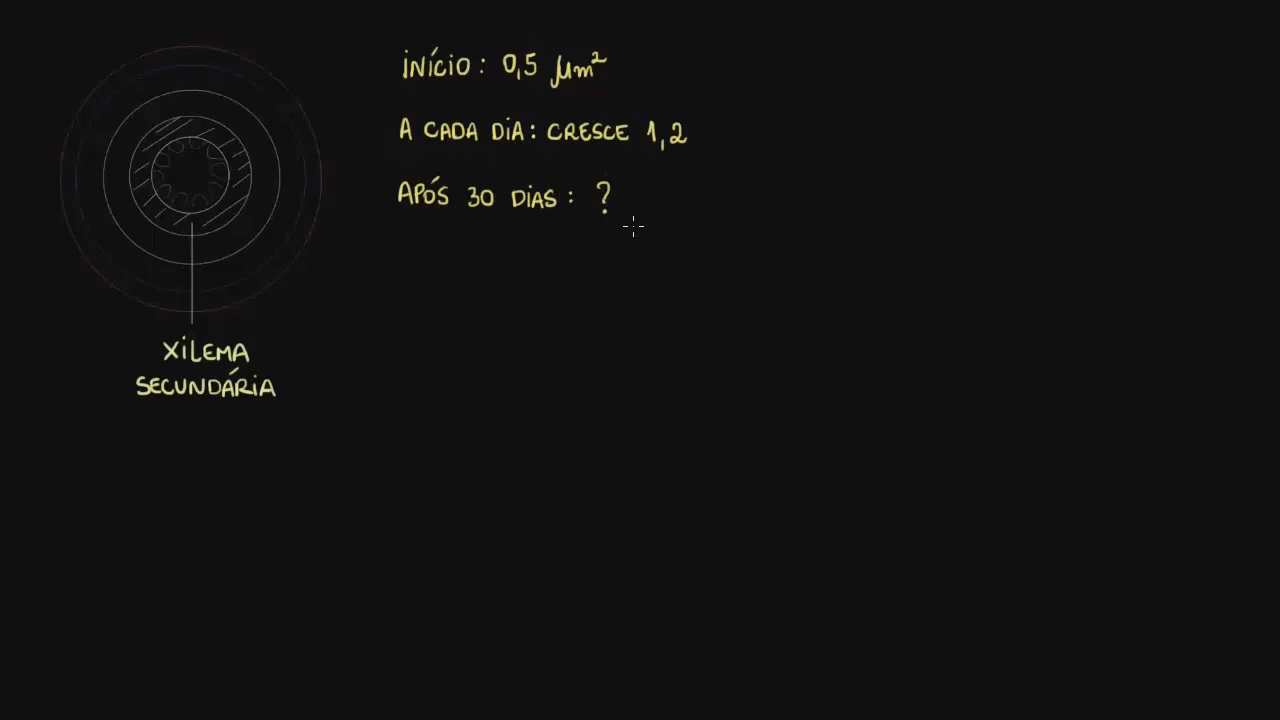 INÍCIO: 0,5 µm²
A CADA DIA: CRESCE 1,2
APÓS 30 DIAS: ?
XILEMA
SECUNDÁRIA